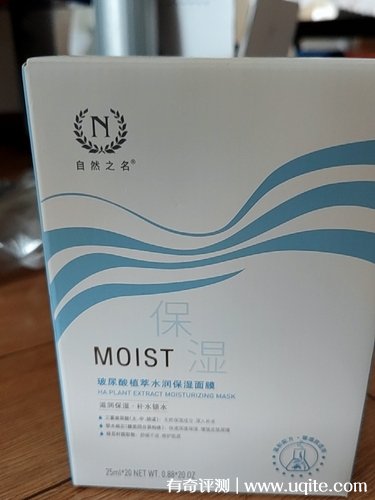 N
自然之名®
保湿
MOIST
玻尿酸植萃水润保湿面膜
HA PLANT EXTRACT MOISTURIZING MASK
滋润保湿·补水锁水
25ml*20 NET WT. 0.88*20 OZ.
有奇评测 | www.uqite.com